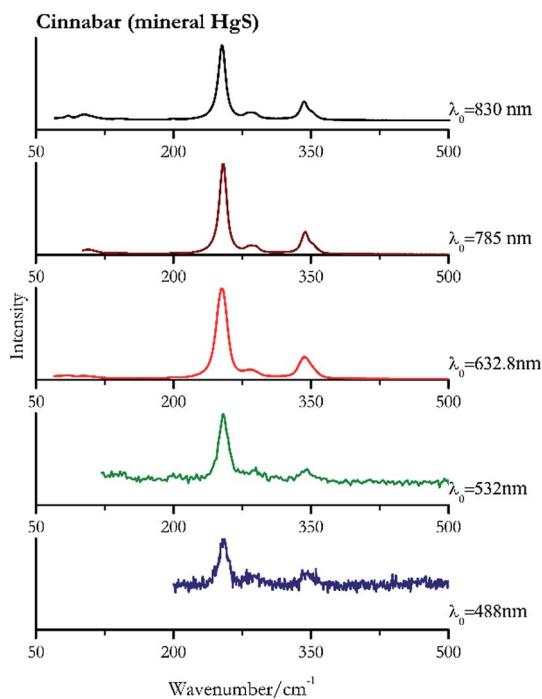 Cinnabar (mineral HgS)
λ₀=830 nm
50 200 350 500
λ₀=785 nm
50 200 350 500
Intensity
λ₀=632.8nm
50 200 350 500
λ₀=532nm
50 200 350 500
λ₀=488nm
50 200 350 500
Wavenumber/cm⁻¹